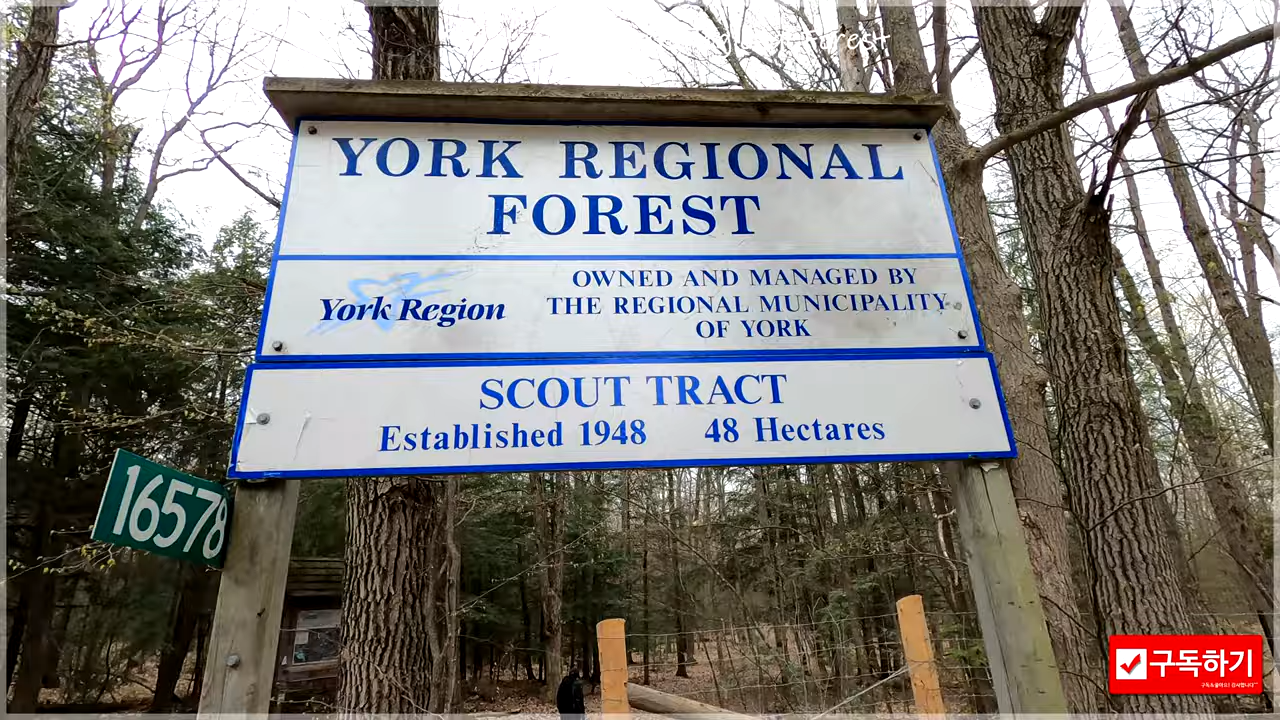 Forest
YORK REGIONAL
FOREST
York Region
OWNED AND MANAGED BY
THE REGIONAL MUNICIPALITY
OF YORK
SCOUT TRACT
Established 1948 48 Hectares
16578
구독하기